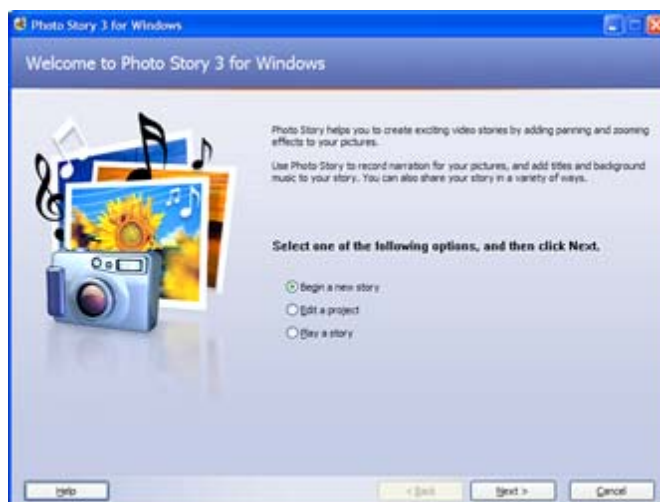 Photo Story 3 for Windows
Welcome to Photo Story 3 for Windows
Photo Story helps you to create exciting video stories by adding panning and zooming
effects to your pictures.
Use Photo Story to record narration for your pictures, and add titles and background
music to your story. You can also share your story in a variety of ways.
Select one of the following options, and then click Next.
Begin a new story
Edit a project
Play a story
Help
< Back
Next >
Cancel